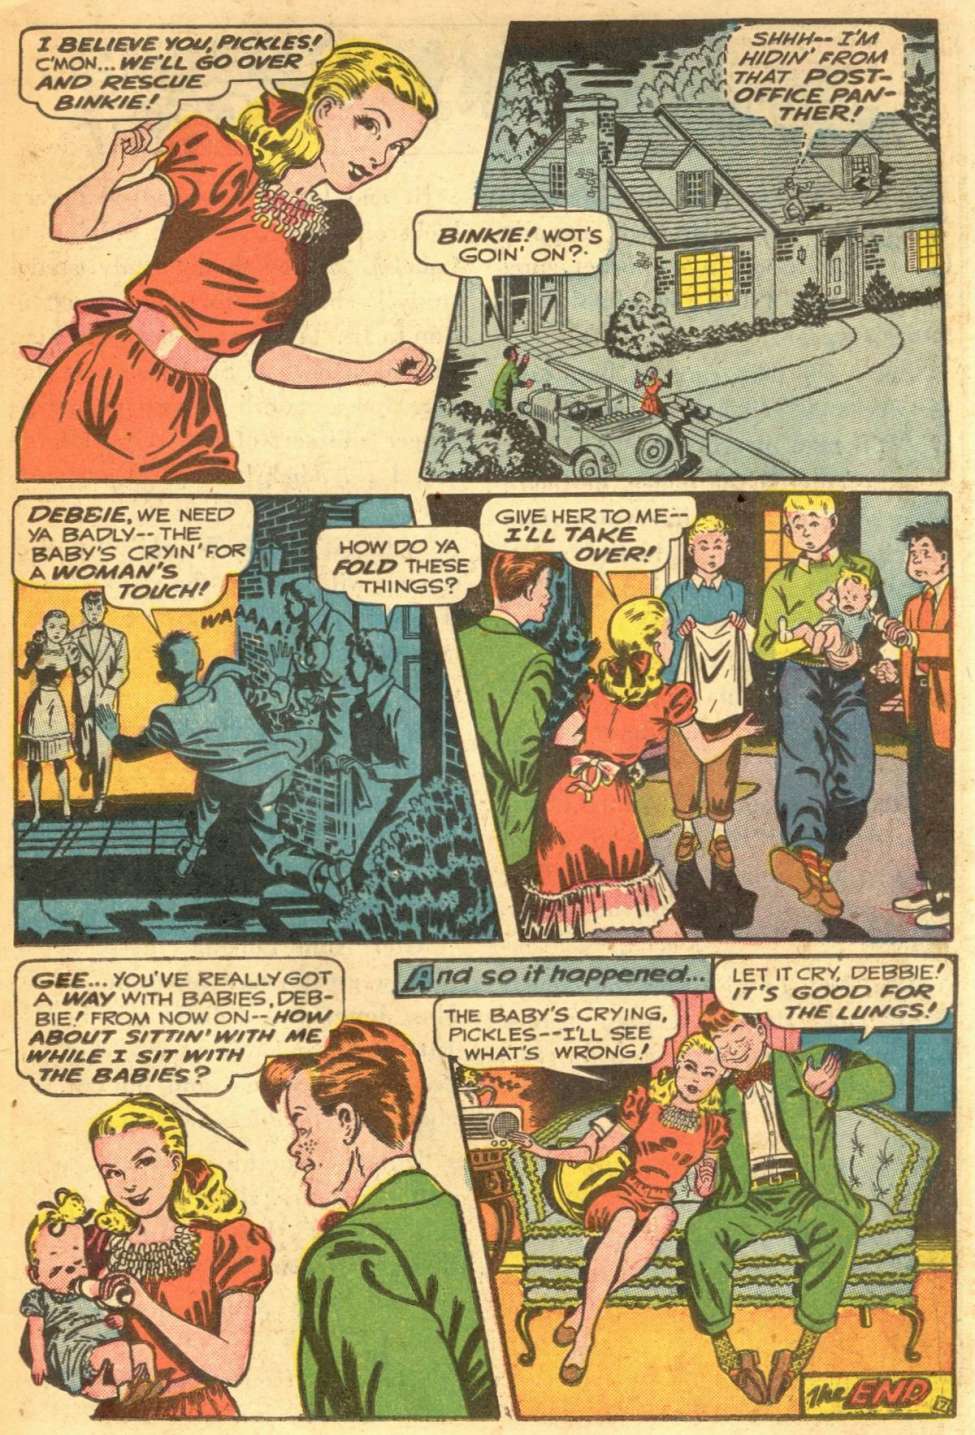 I BELIEVE YOU, PICKLES!
C'MON... WE'LL GO OVER
AND RESCUE
BINKIE!
SHHH-- I'M
HIDIN' FROM
THAT POST-
OFFICE PAN-
THER!
BINKIE! WOT'S
GOIN' ON?
DEBBIE, WE NEED
YA BADLY-- THE
BABY'S CRYIN' FOR
A WOMAN'S
TOUCH!
WAAA
AAAA!
HOW DO YA
FOLD THESE
THINGS?
GIVE HER TO ME--
I'LL TAKE
OVER!
GEE... YOU'VE REALLY GOT
A WAY WITH BABIES, DEB-
BIE! FROM NOW ON-- HOW
ABOUT SITTIN' WITH ME
WHILE I SIT WITH
THE BABIES?
And so it happened...
THE BABY'S CRYING,
PICKLES--I'LL SEE
WHAT'S WRONG!
LET IT CRY, DEBBIE!
IT'S GOOD FOR
THE LUNGS!
The END